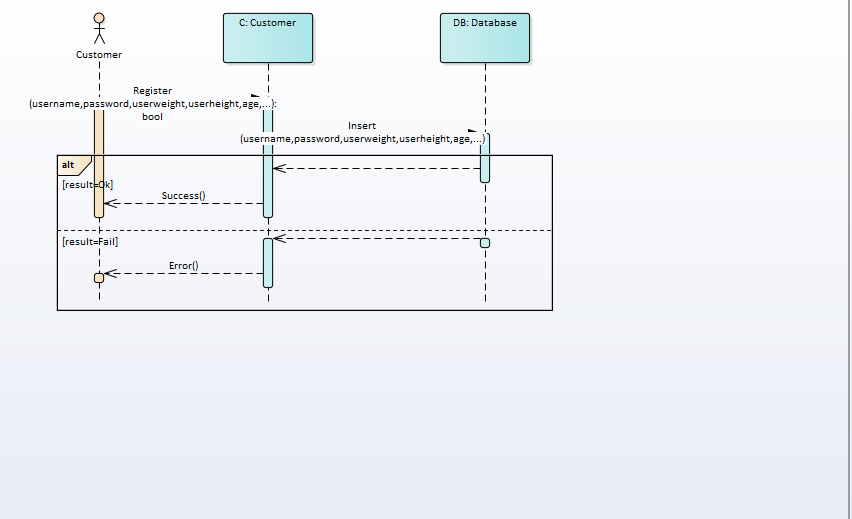 C: Customer
DB: Database
Customer
Register
(username,password,userweight,userheight,age,...):
bool
Insert
(username,password,userweight,userheight,age,...)
alt
[result=Ok]
Success()
[result=Fail]
Error()